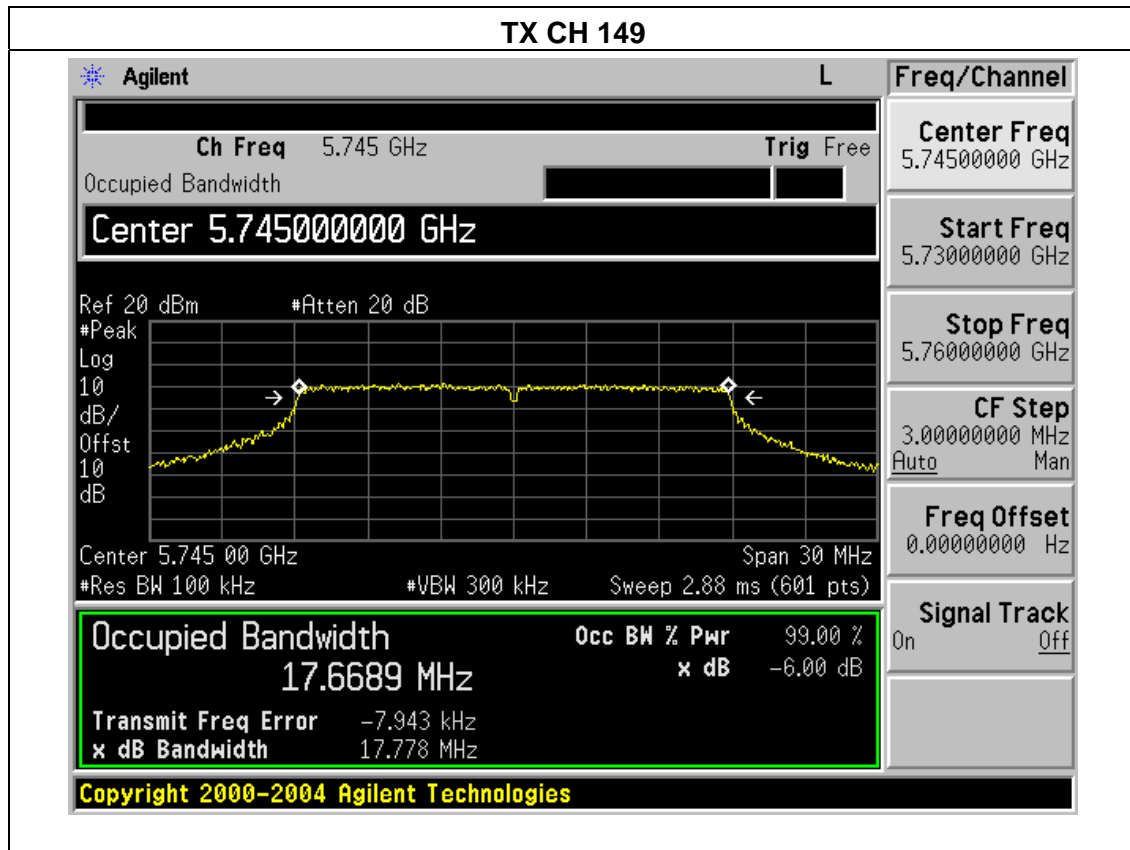 TX CH 149
Agilent L Freq/Channel
Ch Freq 5.745 GHz Trig Free
Occupied Bandwidth
Center 5.745000000 GHz
Ref 20 dBm #Atten 20 dB
#Peak
Log
10
dB/
Offst
10
dB
Center 5.745 00 GHz Span 30 MHz
#Res BW 100 kHz #VBW 300 kHz Sweep 2.88 ms (601 pts)
Occupied Bandwidth Occ BW % Pwr 99.00 %
17.6689 MHz x dB -6.00 dB
Transmit Freq Error -7.943 kHz
x dB Bandwidth 17.778 MHz
Center Freq
5.74500000 GHz
Start Freq
5.73000000 GHz
Stop Freq
5.76000000 GHz
CF Step
3.00000000 MHz
Auto Man
Freq Offset
0.00000000 Hz
Signal Track
On Off
Copyright 2000-2004 Agilent Technologies